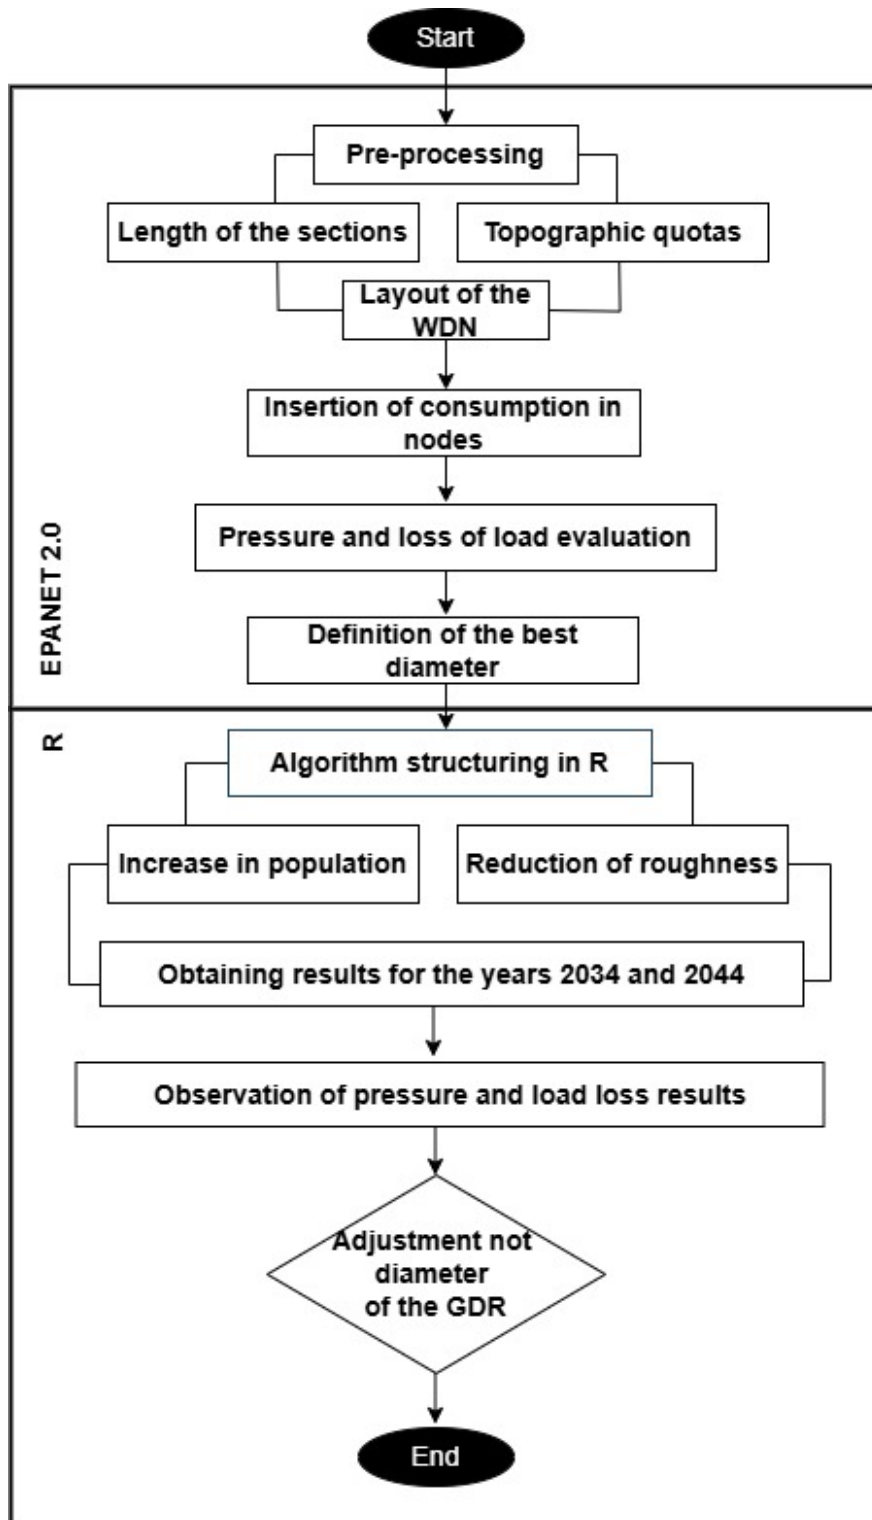 Start
Pre-processing
Length of the sections
Topographic quotas
Layout of the
WDN
Insertion of consumption in
nodes
Pressure and loss of load evaluation
Definition of the best
diameter
EPANET 2.0
R
Algorithm structuring in R
Increase in population
Reduction of roughness
Obtaining results for the years 2034 and 2044
Observation of pressure and load loss results
Adjustment not
diameter
of the GDR
End